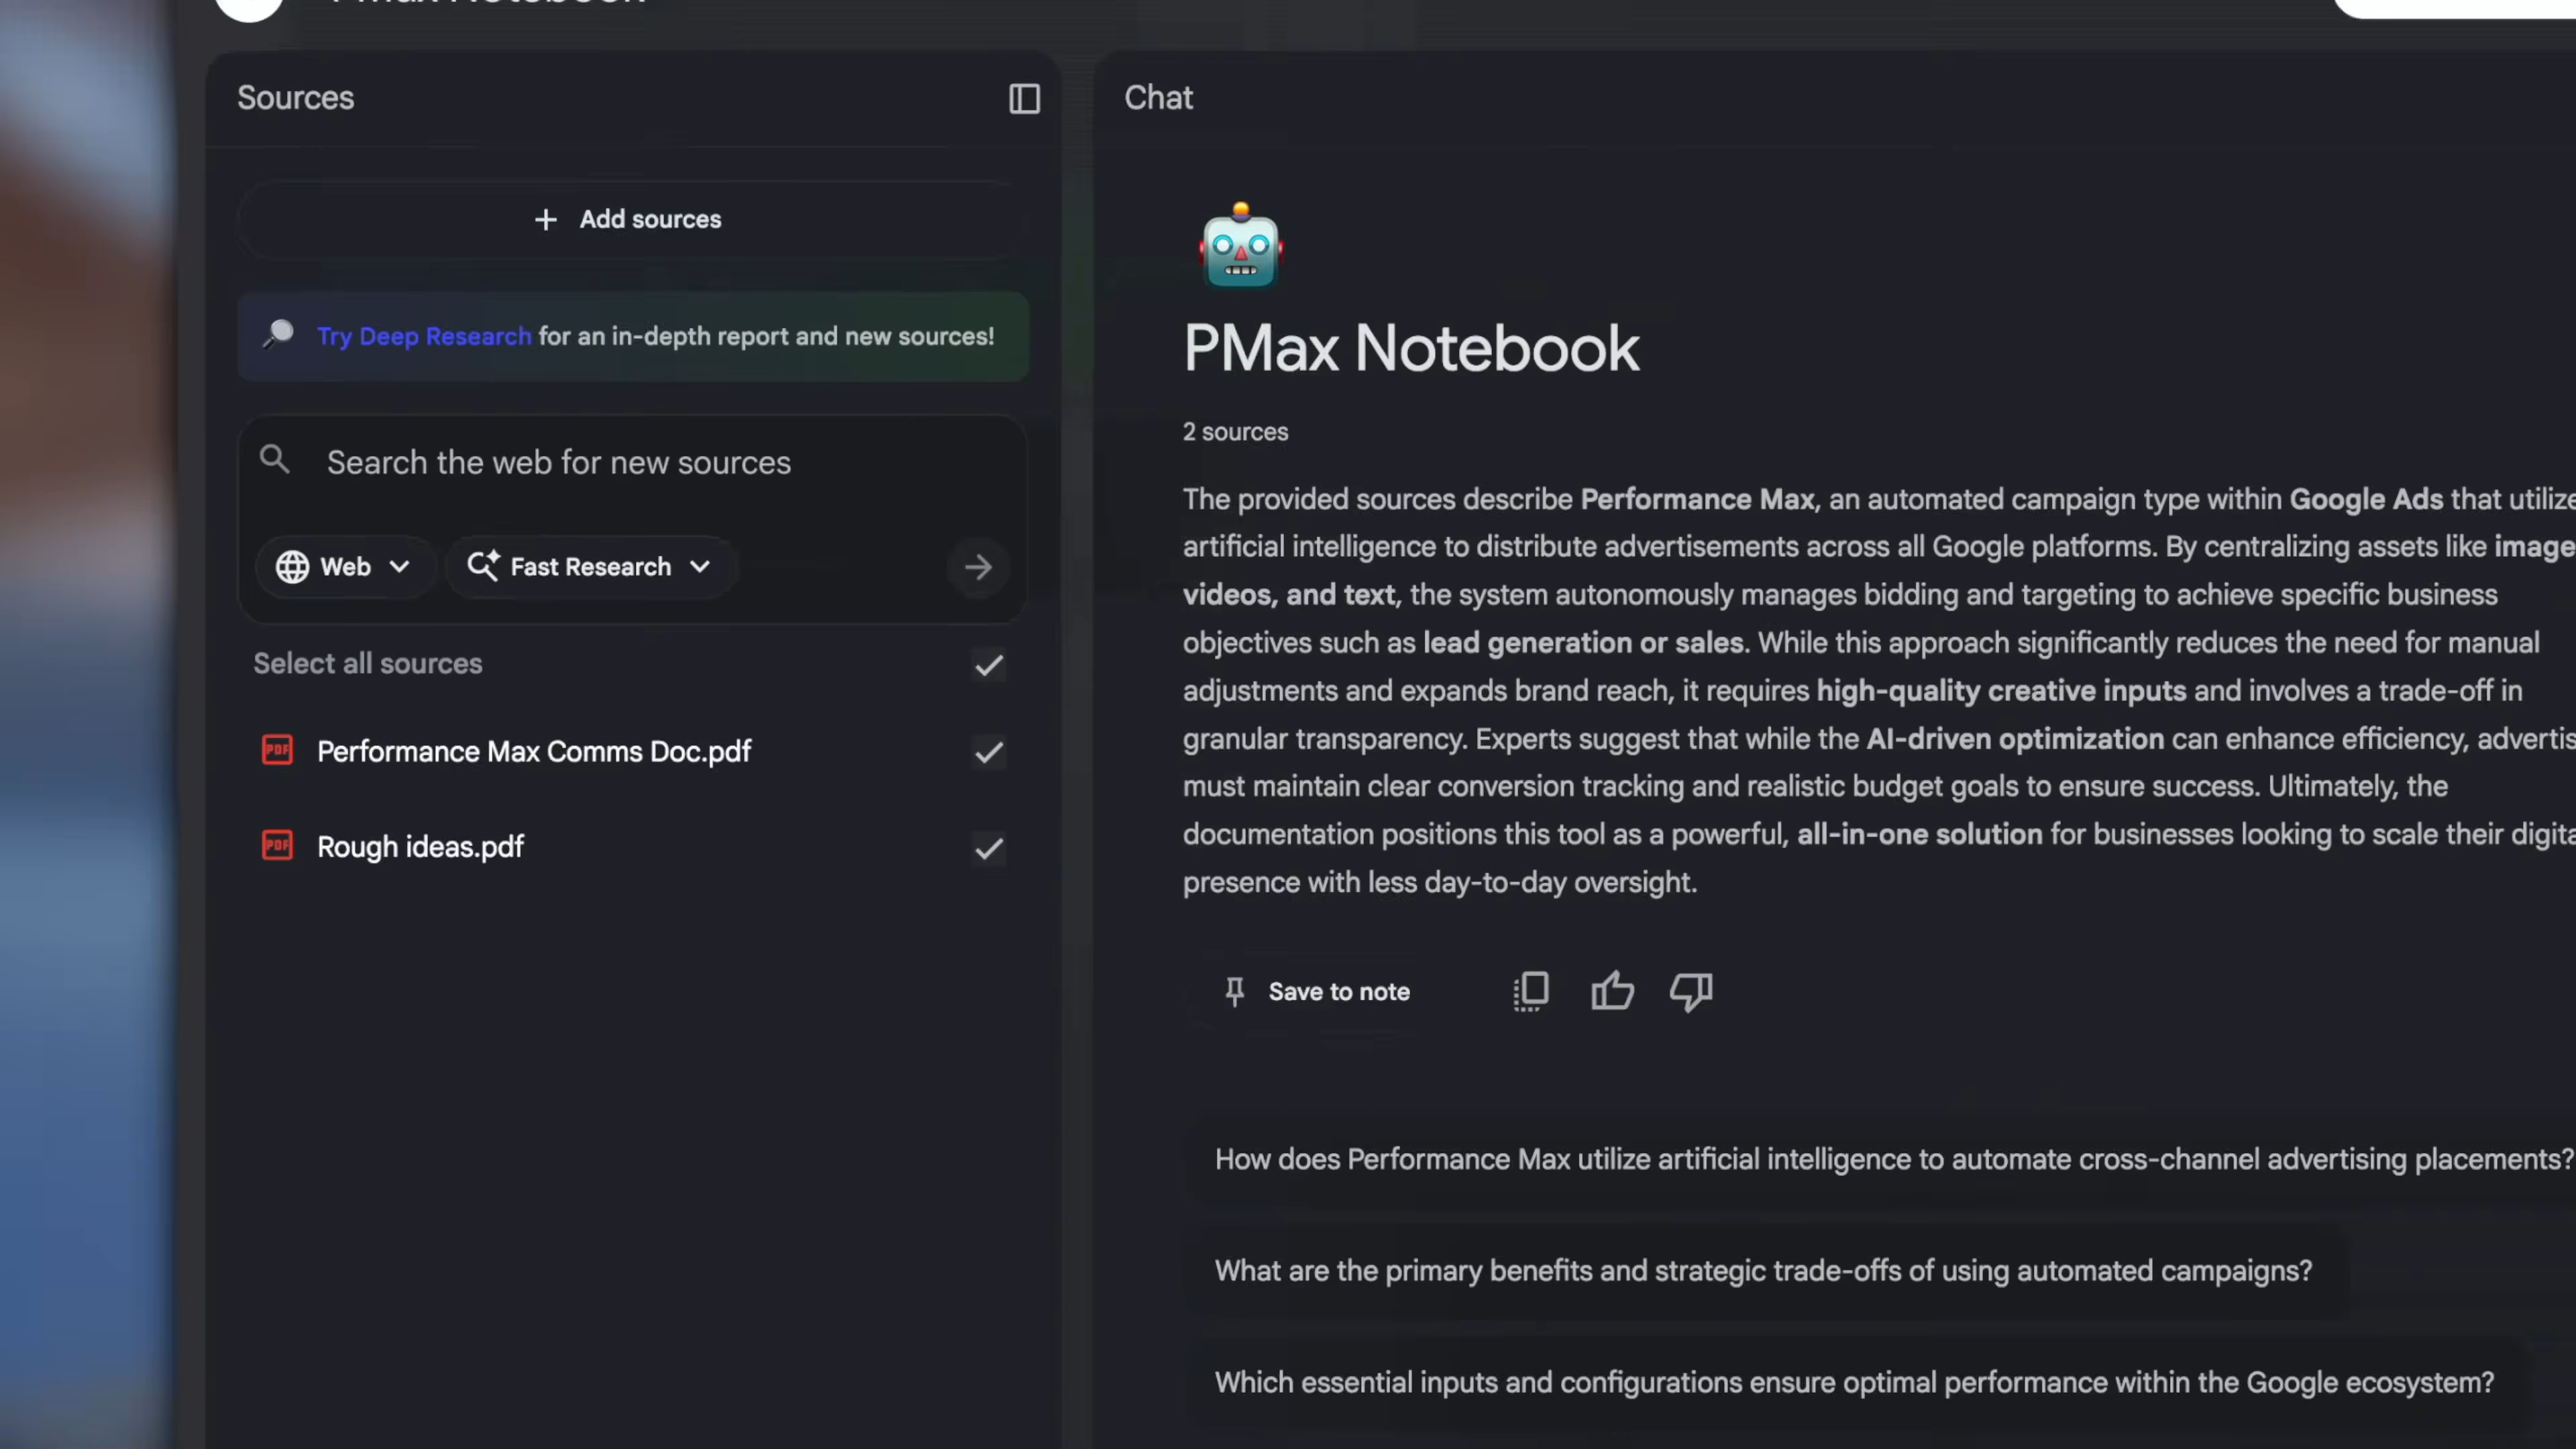 PMax Notebook
Sources
Chat
+ Add sources
Try Deep Research for an in-depth report and new sources!
Search the web for new sources
Web
Fast Research
Select all sources
PDF Performance Max Comms Doc.pdf
PDF Rough ideas.pdf
PMax Notebook
2 sources
The provided sources describe Performance Max, an automated campaign type within Google Ads that utilize
artificial intelligence to distribute advertisements across all Google platforms. By centralizing assets like image
videos, and text, the system autonomously manages bidding and targeting to achieve specific business
objectives such as lead generation or sales. While this approach significantly reduces the need for manual
adjustments and expands brand reach, it requires high-quality creative inputs and involves a trade-off in
granular transparency. Experts suggest that while the AI-driven optimization can enhance efficiency, advertis
must maintain clear conversion tracking and realistic budget goals to ensure success. Ultimately, the
documentation positions this tool as a powerful, all-in-one solution for businesses looking to scale their digita
presence with less day-to-day oversight.
Save to note
How does Performance Max utilize artificial intelligence to automate cross-channel advertising placements?
What are the primary benefits and strategic trade-offs of using automated campaigns?
Which essential inputs and configurations ensure optimal performance within the Google ecosystem?